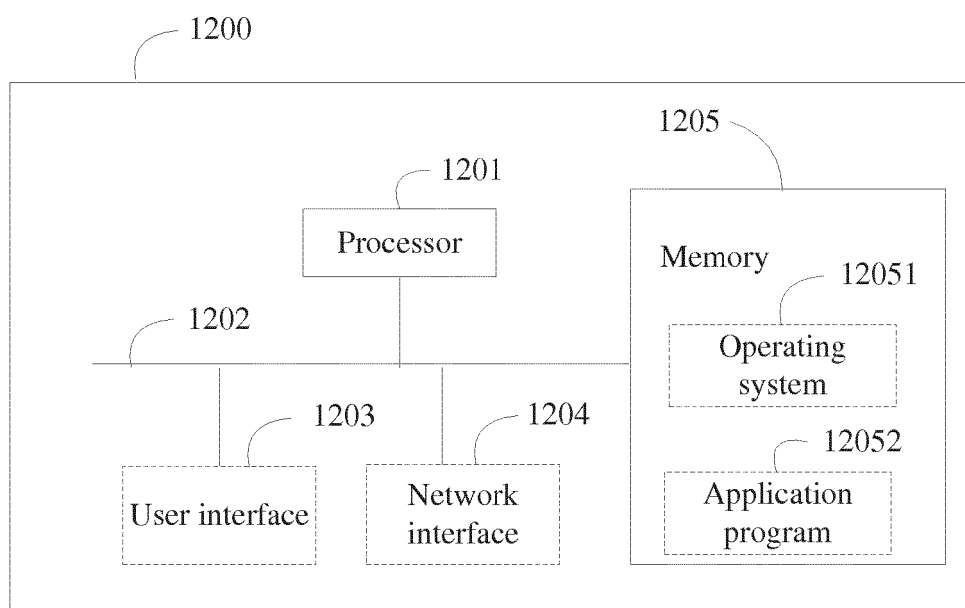 1200
1205
1201
Processor
Memory
12051
1202
Operating
system
1203
1204
12052
User interface
Network
interface
Application
program